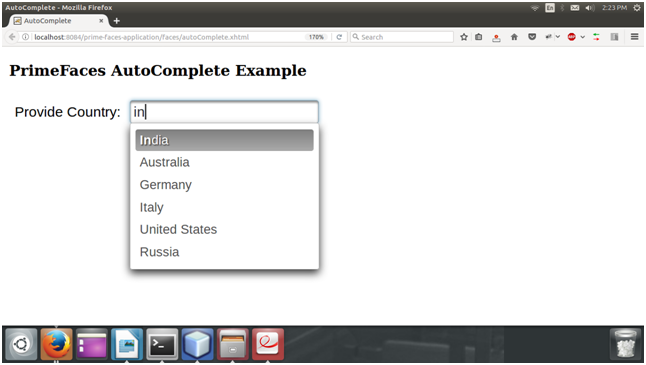 AutoComplete - Mozilla Firefox
En
2:23 PM
AutoComplete
localhost:8084/prime-faces-application/faces/autoComplete.xhtml
170%
Search
ABP
PrimeFaces AutoComplete Example
Provide Country:
in
India
Australia
Germany
Italy
United States
Russia